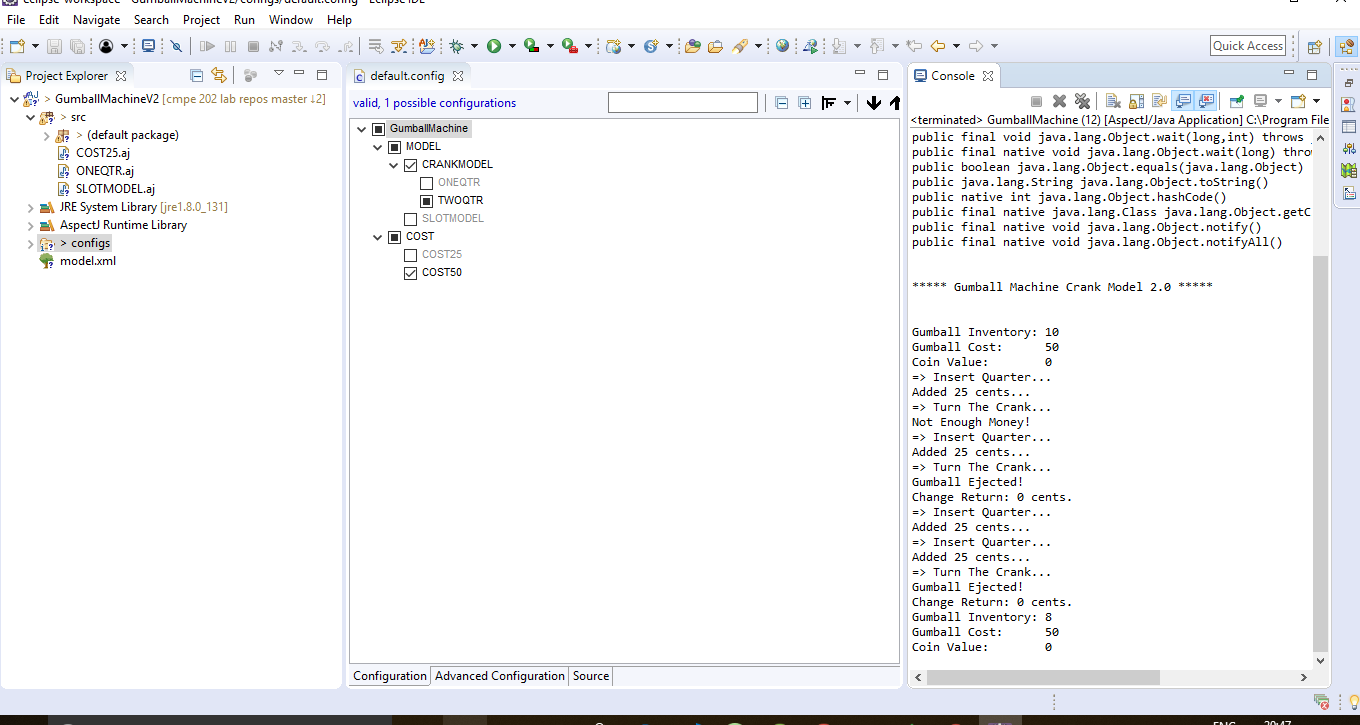 eclipse-workspace - GumballMachineV2/configs/default.config - Eclipse IDE
File Edit Navigate Search Project Run Window Help
Quick Access
Project Explorer
GumballMachineV2 [cmpe 202 lab repos master ↓2]
> src
> (default package)
COST25.aj
ONEQTR.aj
SLOTMODEL.aj
JRE System Library [jre1.8.0_131]
AspectJ Runtime Library
> configs
model.xml
default.config
valid, 1 possible configurations
GumballMachine
MODEL
CRANKMODEL
ONEQTR
TWOQTR
SLOTMODEL
COST
COST25
COST50
Configuration Advanced Configuration Source
Console
<terminated> GumballMachine (12) [AspectJ/Java Application] C:\Program File
public final void java.lang.Object.wait(long,int) throws
public final native void java.lang.Object.wait(long) throw
public boolean java.lang.Object.equals(java.lang.Object)
public java.lang.String java.lang.Object.toString()
public native int java.lang.Object.hashCode()
public final native java.lang.Class java.lang.Object.getC
public final native void java.lang.Object.notify()
public final native void java.lang.Object.notifyAll()
***** Gumball Machine Crank Model 2.0 *****
Gumball Inventory: 10
Gumball Cost: 50
Coin Value: 0
=> Insert Quarter...
Added 25 cents...
=> Turn The Crank...
Not Enough Money!
=> Insert Quarter...
Added 25 cents...
=> Turn The Crank...
Gumball Ejected!
Change Return: 0 cents.
=> Insert Quarter...
Added 25 cents...
=> Insert Quarter...
Added 25 cents...
=> Turn The Crank...
Gumball Ejected!
Change Return: 0 cents.
Gumball Inventory: 8
Gumball Cost: 50
Coin Value: 0
ENG 20:47